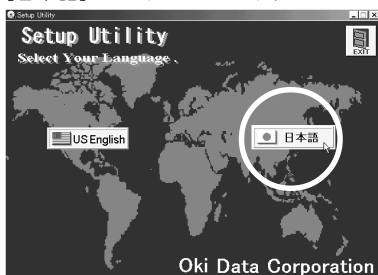 Setup Utility
Setup Utility
EXIT
Select Your Language .
US English
日本語
Oki Data Corporation